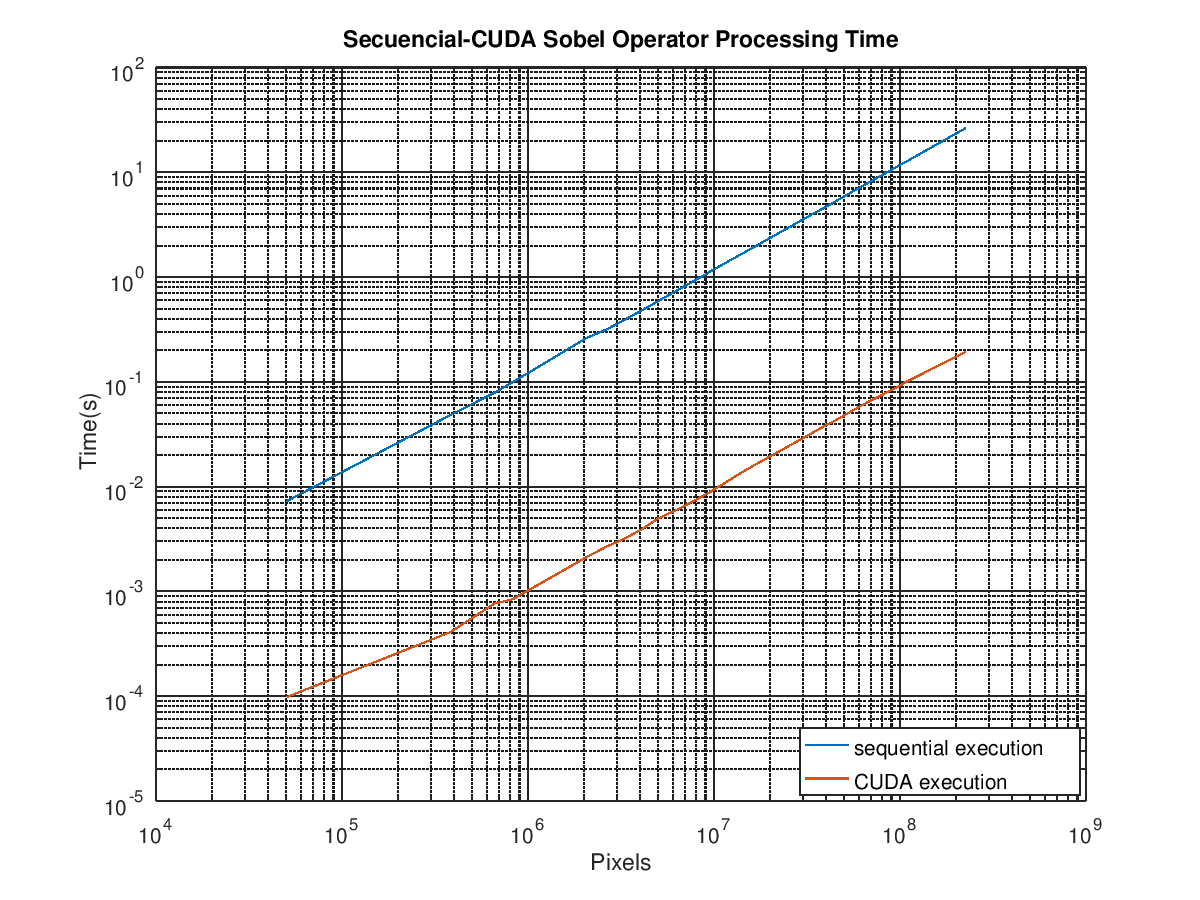 Secuencial-CUDA Sobel Operator Processing Time
10^2
10^1
10^0
10^-1
10^-2
10^-3
10^-4
10^-5
Time(s)
sequential execution
CUDA execution
10^4 10^5 10^6 10^7 10^8 10^9
Pixels